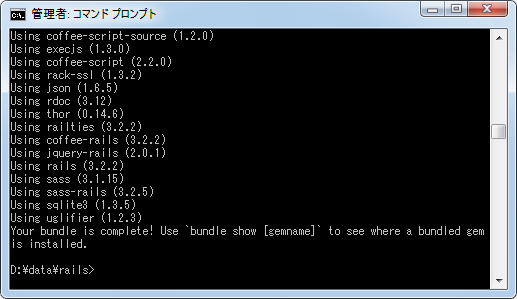 管理者: コマンド プロンプト
Using coffee-script-source (1.2.0)
Using execjs (1.3.0)
Using coffee-script (2.2.0)
Using rack-ssl (1.3.2)
Using json (1.6.5)
Using rdoc (3.12)
Using thor (0.14.6)
Using railties (3.2.2)
Using coffee-rails (3.2.2)
Using jquery-rails (2.0.1)
Using rails (3.2.2)
Using sass (3.1.15)
Using sass-rails (3.2.5)
Using sqlite3 (1.3.5)
Using uglifier (1.2.3)
Your bundle is complete! Use `bundle show [gemname]` to see where a bundled gem
is installed.
D:¥data¥rails>